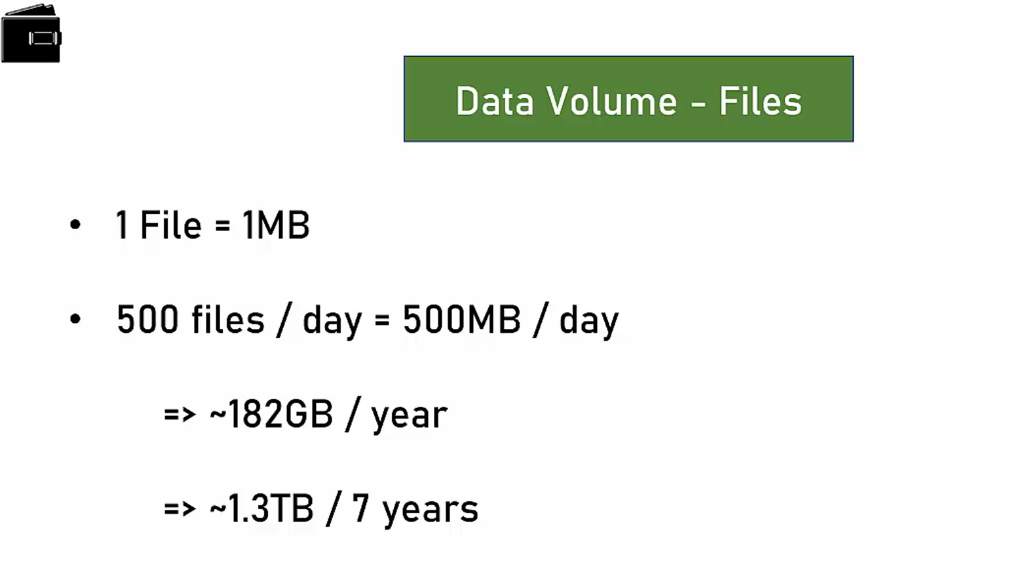 Data Volume - Files
• 1 File = 1MB
• 500 files / day = 500MB / day
=> ~182GB / year
=> ~1.3TB / 7 years